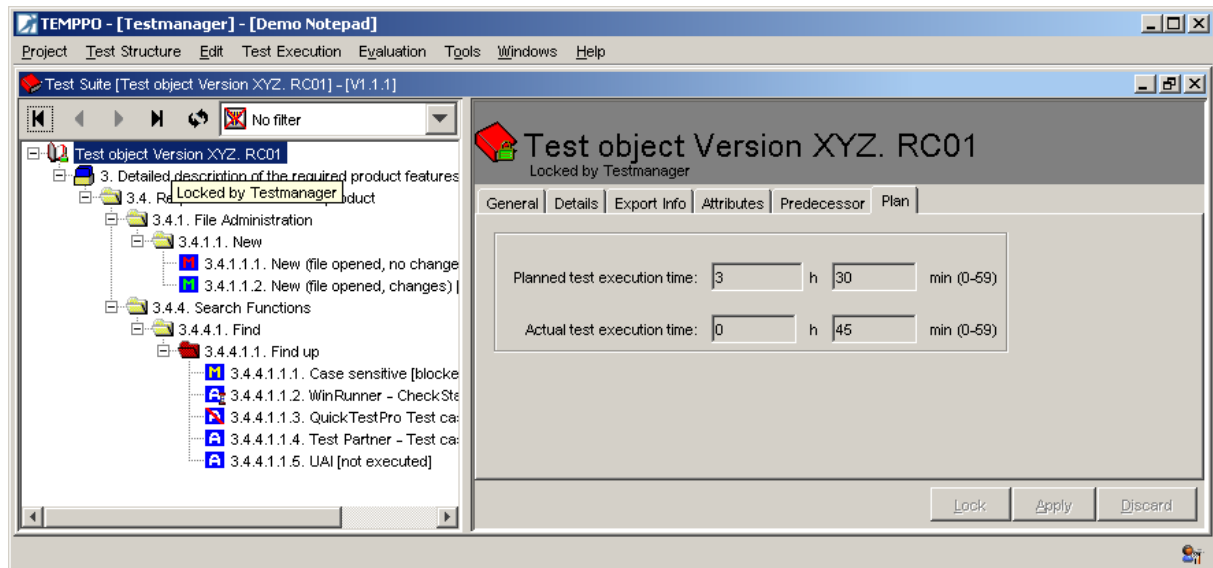 TEMPPO - [Testmanager] - [Demo Notepad]
Project Test Structure Edit Test Execution Evaluation Tools Windows Help
Test Suite [Test object Version XYZ. RC01] - [V1.1.1]
No filter
Test object Version XYZ. RC01
3. Detailed description of the required product features
Locked by Testmanager
3.4. duct
3.4.1. File Administration
3.4.1.1. New
3.4.1.1.1. New (file opened, no change
3.4.1.1.2. New (file opened, changes) [
3.4.4. Search Functions
3.4.4.1. Find
3.4.4.1.1. Find up
3.4.4.1.1.1. Case sensitive [blocke
3.4.4.1.1.2. WinRunner - CheckSta
3.4.4.1.1.3. QuickTestPro Test ca
3.4.4.1.1.4. Test Partner - Test ca
3.4.4.1.1.5. UAI [not executed]
Test object Version XYZ. RC01
Locked by Testmanager
General Details Export Info Attributes Predecessor Plan
Planned test execution time: 3 h 30 min (0-59)
Actual test execution time: 0 h 45 min (0-59)
Lock Apply Discard